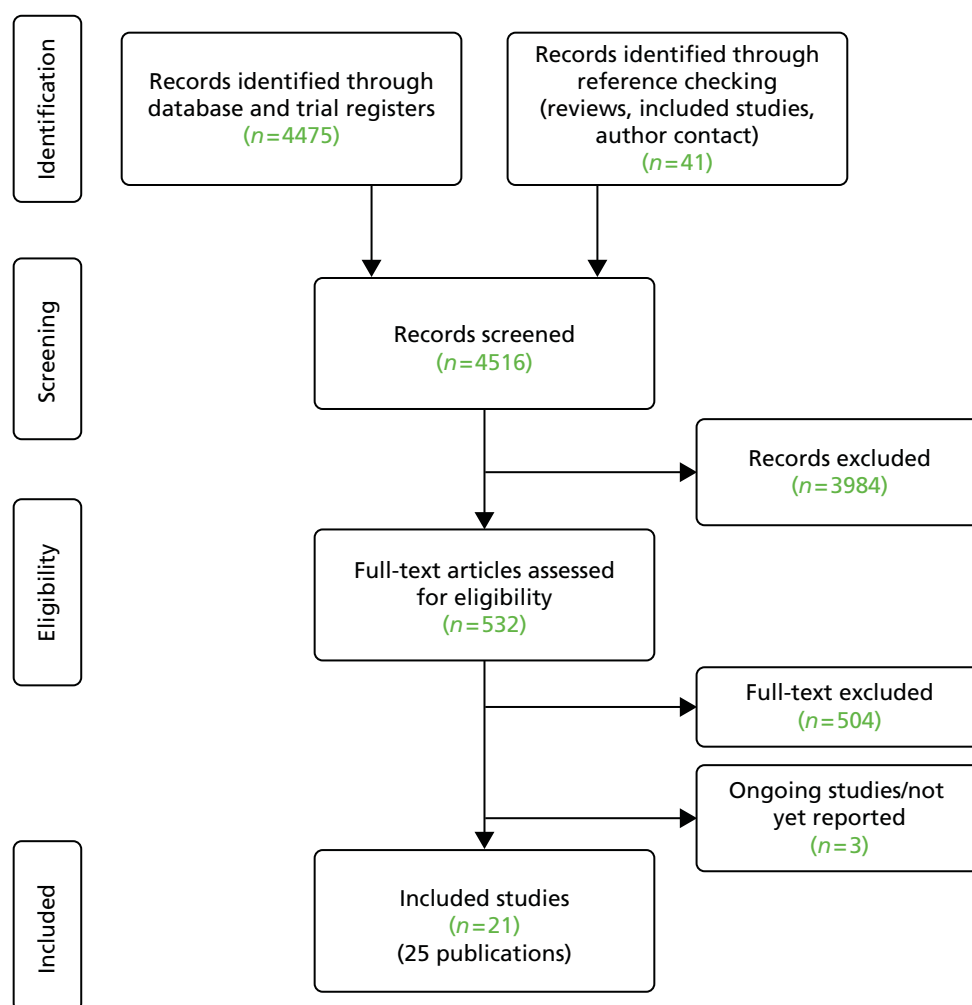 Identification
Records identified through
database and trial registers
(n=4475)
Records identified through
reference checking
(reviews, included studies,
author contact)
(n=41)
Screening
Records screened
(n=4516)
Records excluded
(n=3984)
Eligibility
Full-text articles assessed
for eligibility
(n=532)
Full-text excluded
(n=504)
Ongoing studies/not
yet reported
(n=3)
Included
Included studies
(n=21)
(25 publications)